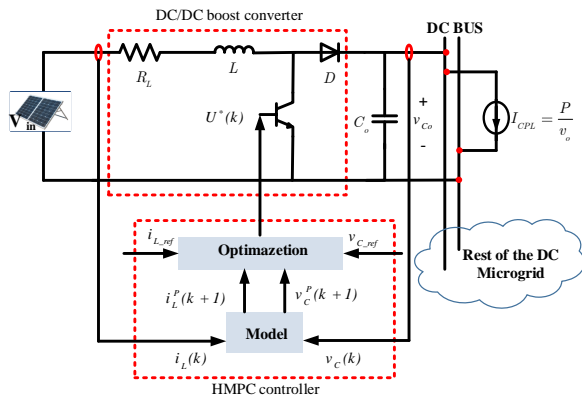 DC/DC boost converter
DC BUS
R_L
L
D
V_in
U^*(k)
C_o
+
v_Co
-
I_CPL = P/v_o
i_L_ref
v_C_ref
Optimazetion
Rest of the DC
Microgrid
i_L^P(k+1)
v_C^P(k+1)
Model
i_L(k)
v_C(k)
HMPC controller